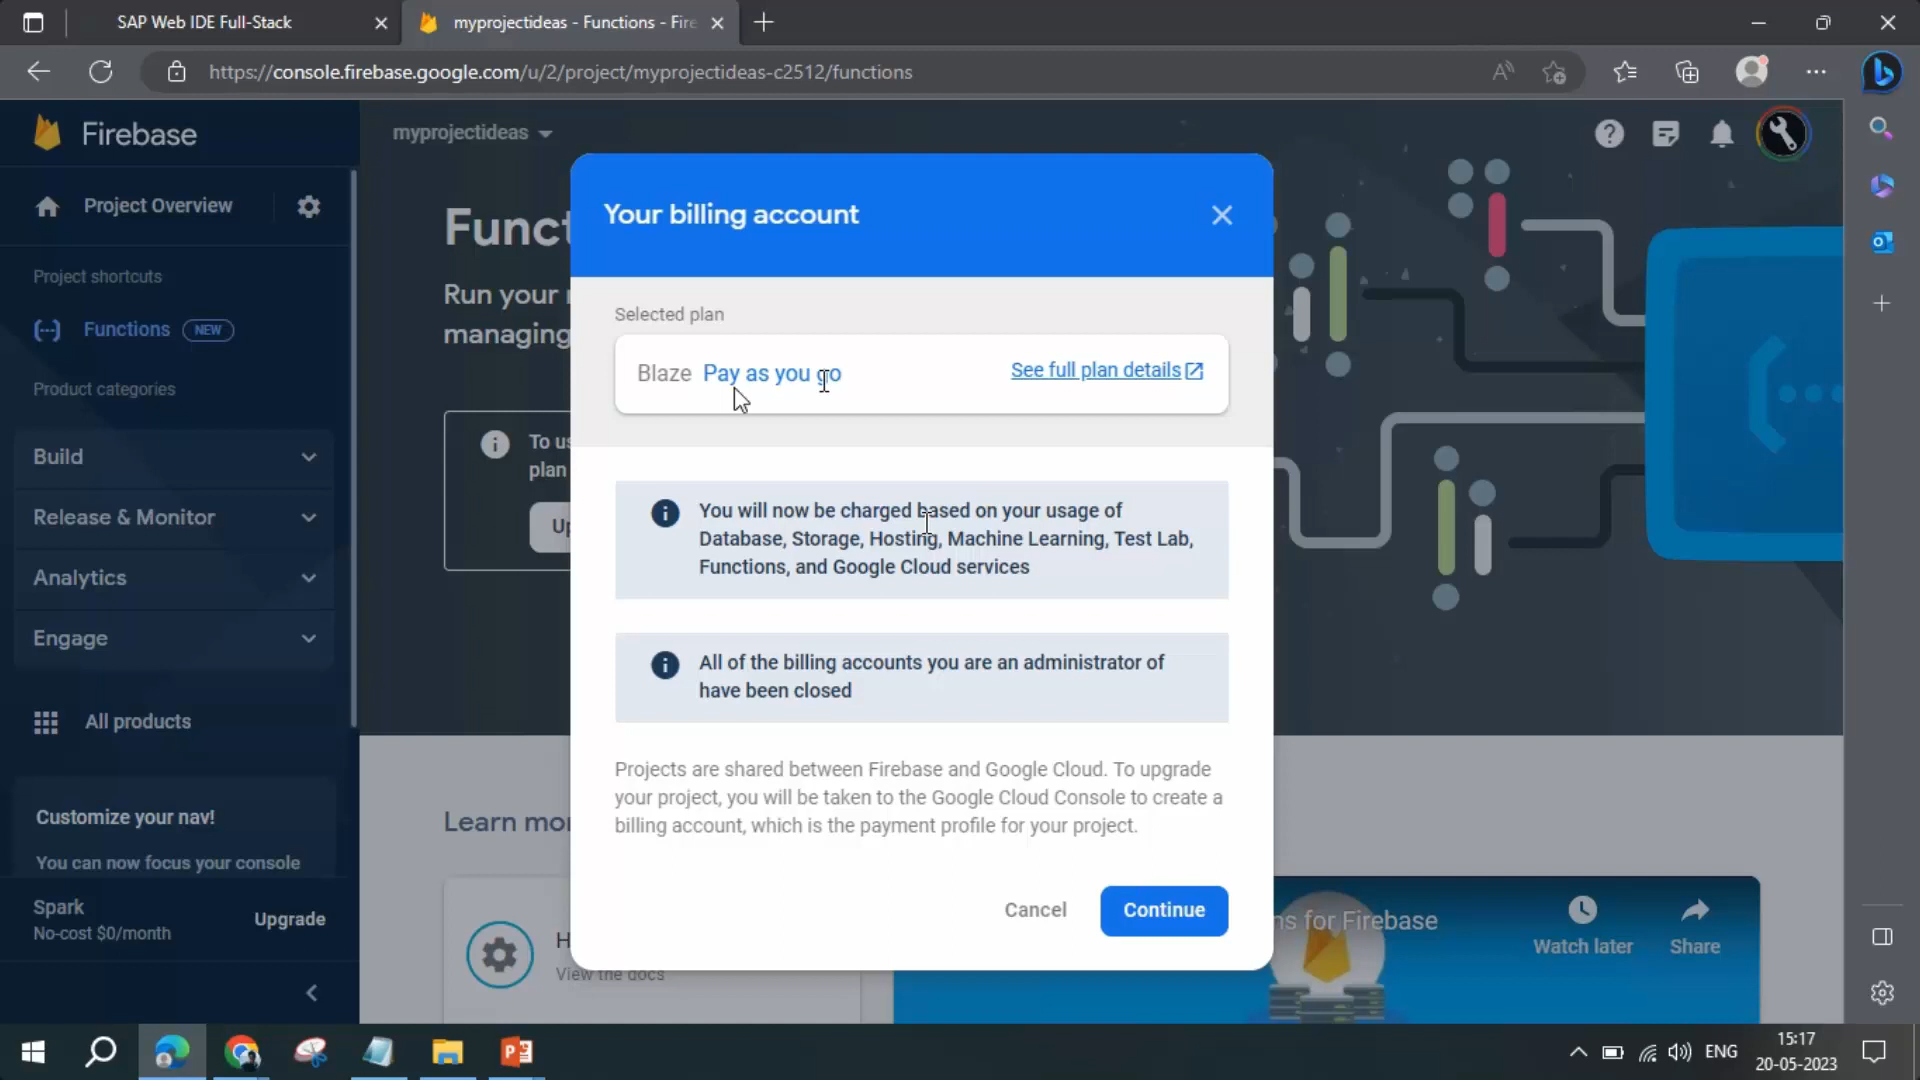 SAP Web IDE Full-Stack
myprojectideas - Functions - Fire
https://console.firebase.google.com/u/2/project/myprojectideas-c2512/functions
Firebase
myprojectideas
Project Overview
Project shortcuts
Functions NEW
Product categories
Build
Release & Monitor
Analytics
Engage
All products
Customize your nav!
You can now focus your console
Spark
No-cost $0/month
Upgrade
Funct
Run your
managing
To us
plan
Up
Learn mor
H
View the docs
ns for Firebase
Watch later
Share
Your billing account
Selected plan
Blaze Pay as you go
See full plan details
You will now be charged based on your usage of
Database, Storage, Hosting, Machine Learning, Test Lab,
Functions, and Google Cloud services
All of the billing accounts you are an administrator of
have been closed
Projects are shared between Firebase and Google Cloud. To upgrade
your project, you will be taken to the Google Cloud Console to create a
billing account, which is the payment profile for your project.
Cancel
Continue
ENG
15:17
20-05-2023